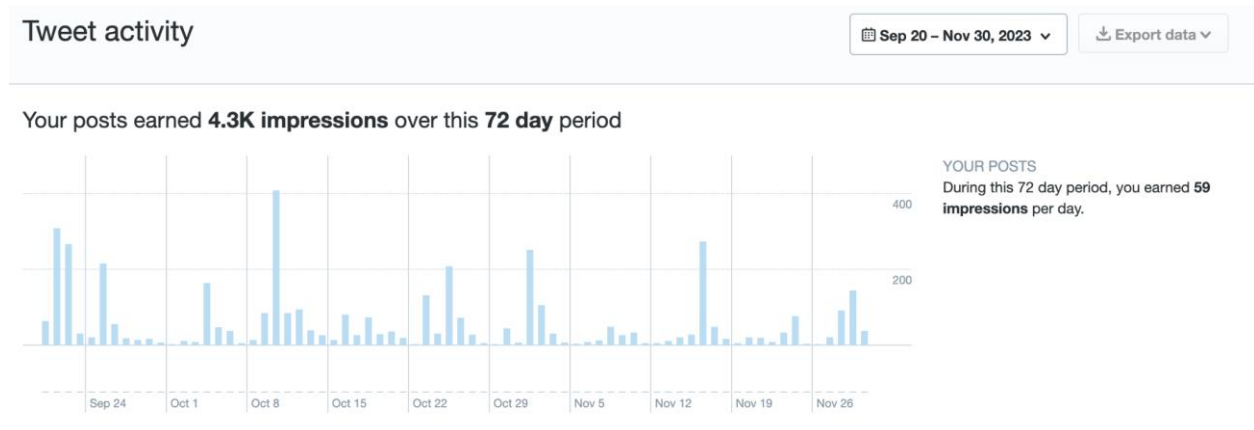 Tweet activity
Sep 20 – Nov 30, 2023
Export data
Your posts earned 4.3K impressions over this 72 day period
YOUR POSTS
During this 72 day period, you earned 59
impressions per day.
400
200
Sep 24
Oct 1
Oct 8
Oct 15
Oct 22
Oct 29
Nov 5
Nov 12
Nov 19
Nov 26